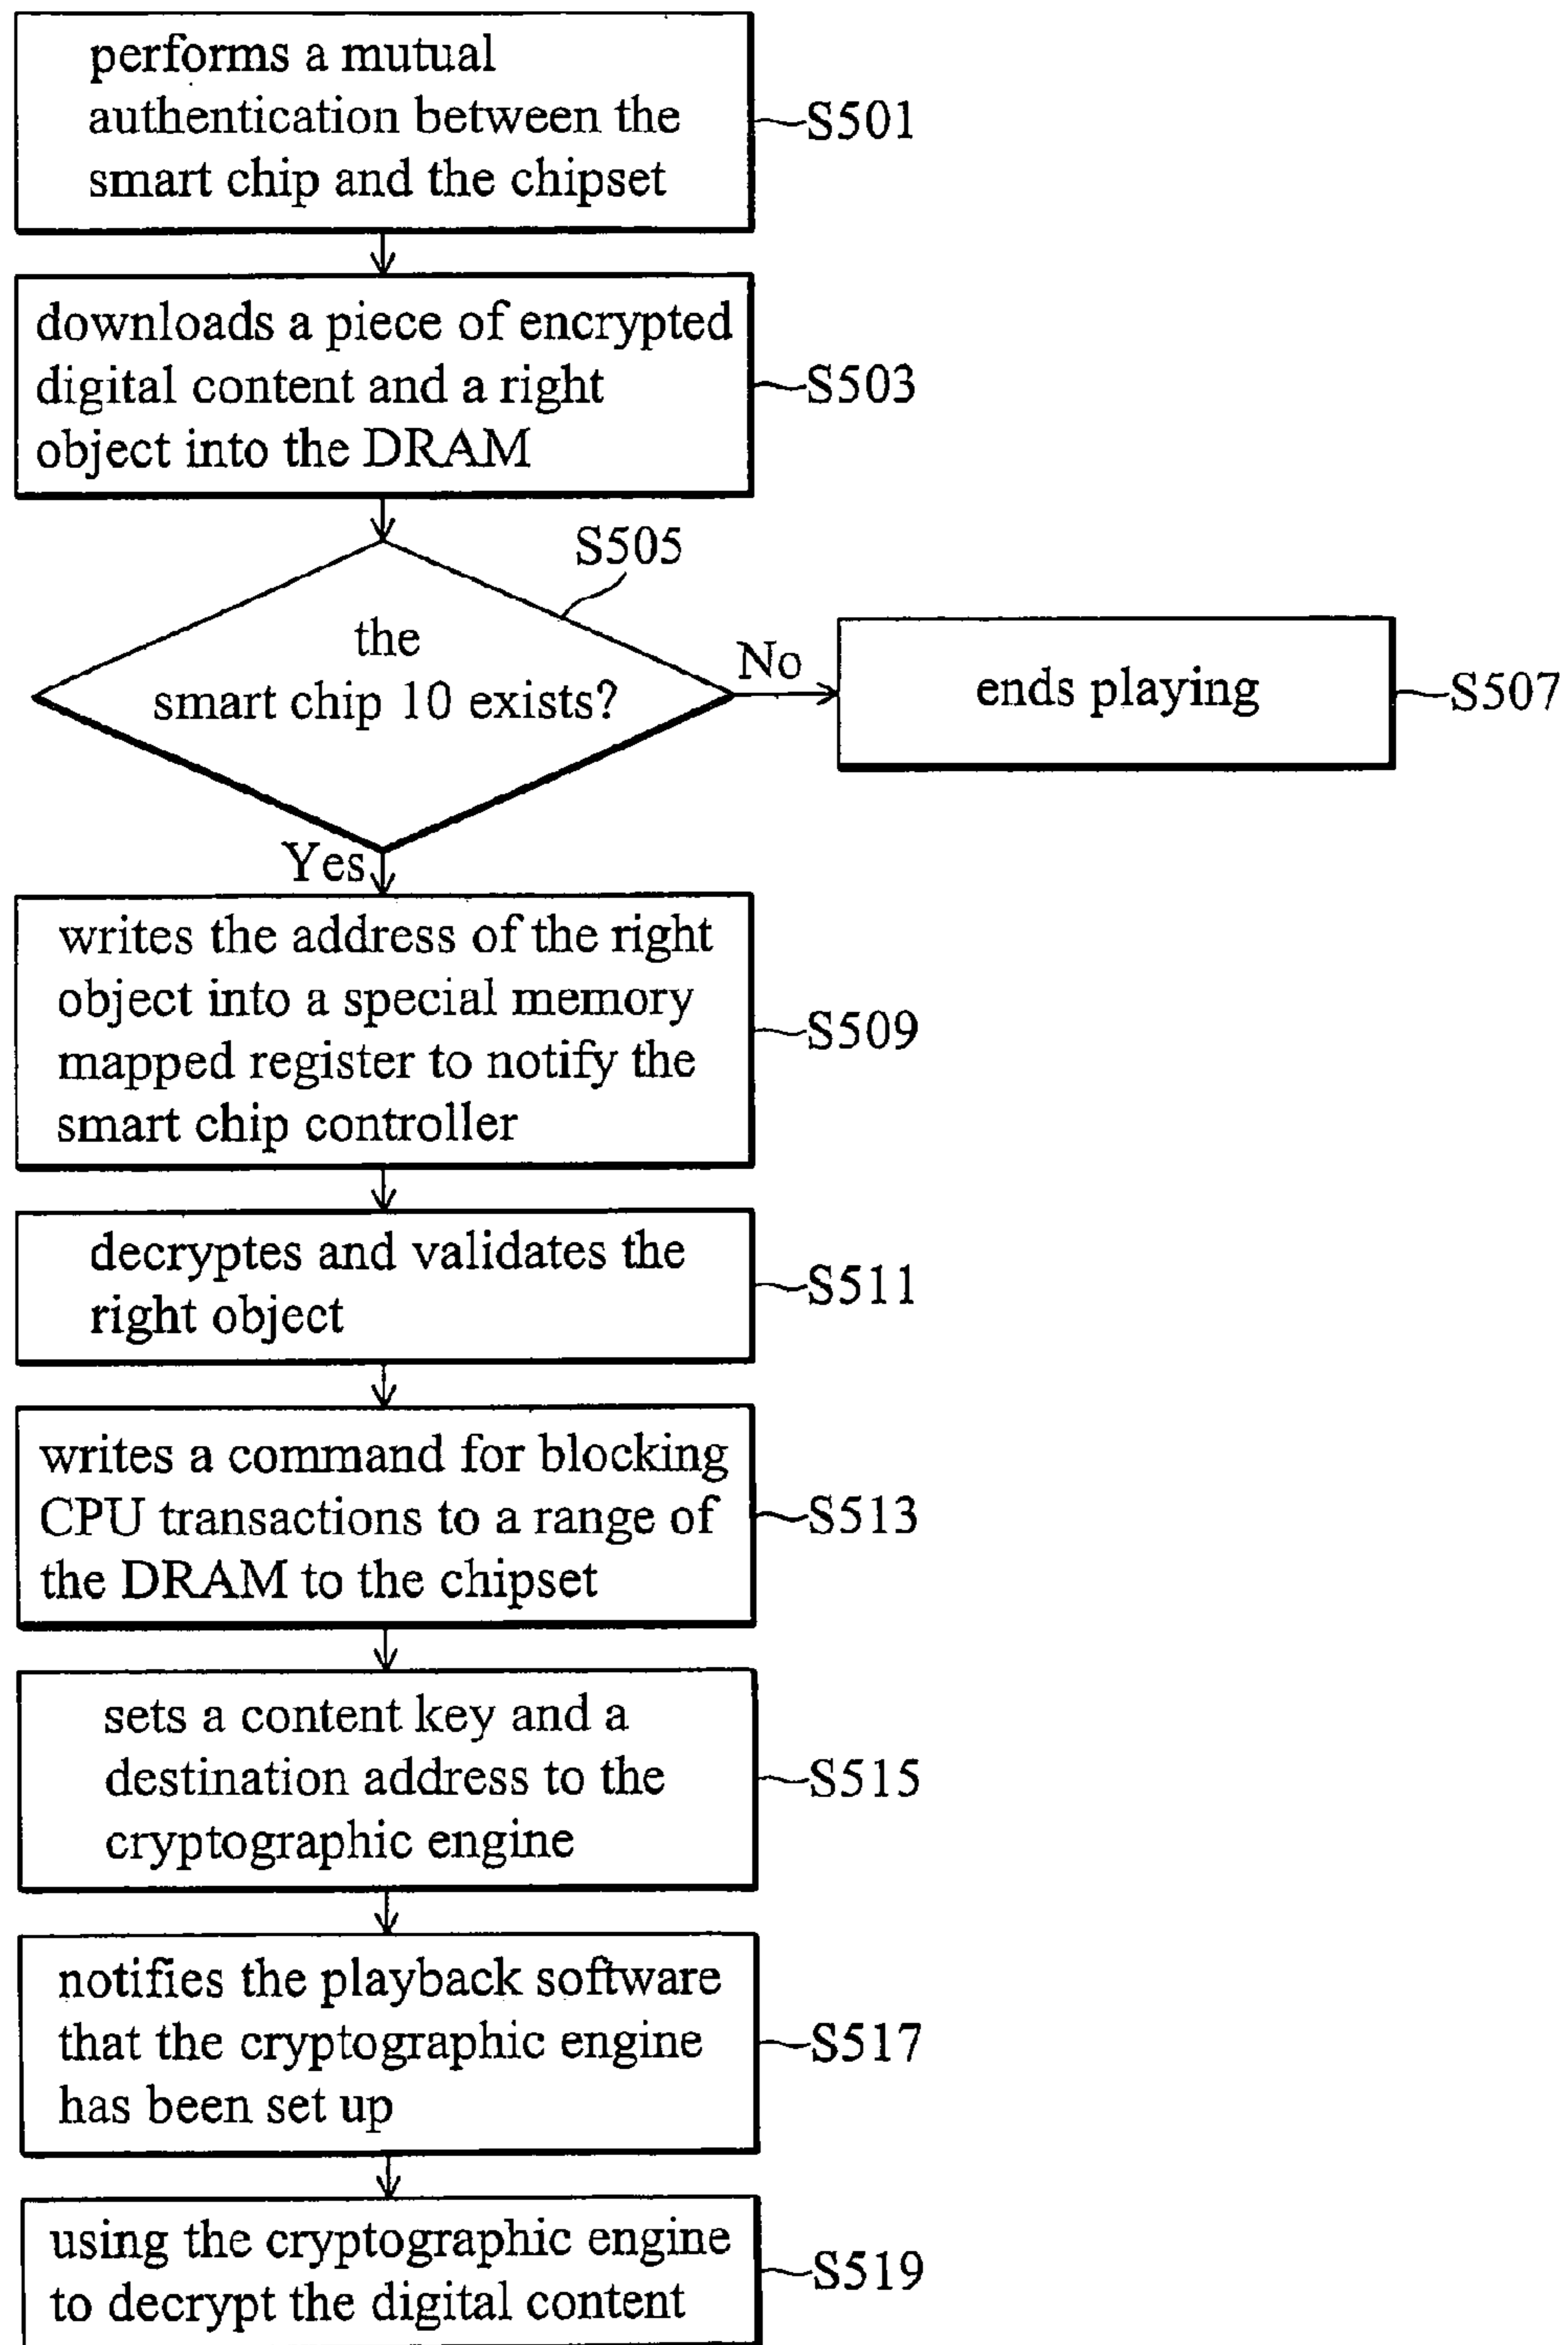 performs a mutual
authentication between the
smart chip and the chipset
S501
downloads a piece of encrypted
digital content and a right
object into the DRAM
S503
S505
the
smart chip 10 exists?
No
ends playing
S507
Yes
writes the address of the right
object into a special memory
mapped register to notify the
smart chip controller
S509
decryptes and validates the
right object
S511
writes a command for blocking
CPU transactions to a range of
the DRAM to the chipset
S513
sets a content key and a
destination address to the
cryptographic engine
S515
notifies the playback software
that the cryptographic engine
has been set up
S517
using the cryptographic engine
to decrypt the digital content
S519